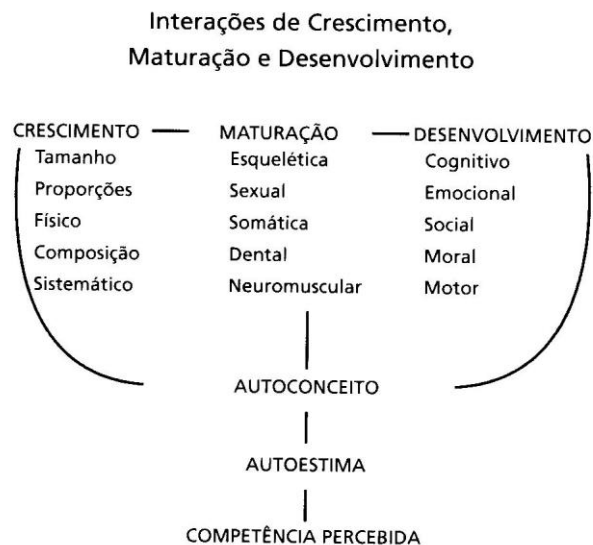 Interações de Crescimento,
Maturação e Desenvolvimento
CRESCIMENTO — MATURAÇÃO — DESENVOLVIMENTO
Tamanho Esquelética Cognitivo
Proporções Sexual Emocional
Físico Somática Social
Composição Dental Moral
Sistemático Neuromuscular Motor
AUTOCONCEITO
AUTOESTIMA
COMPETÊNCIA PERCEBIDA